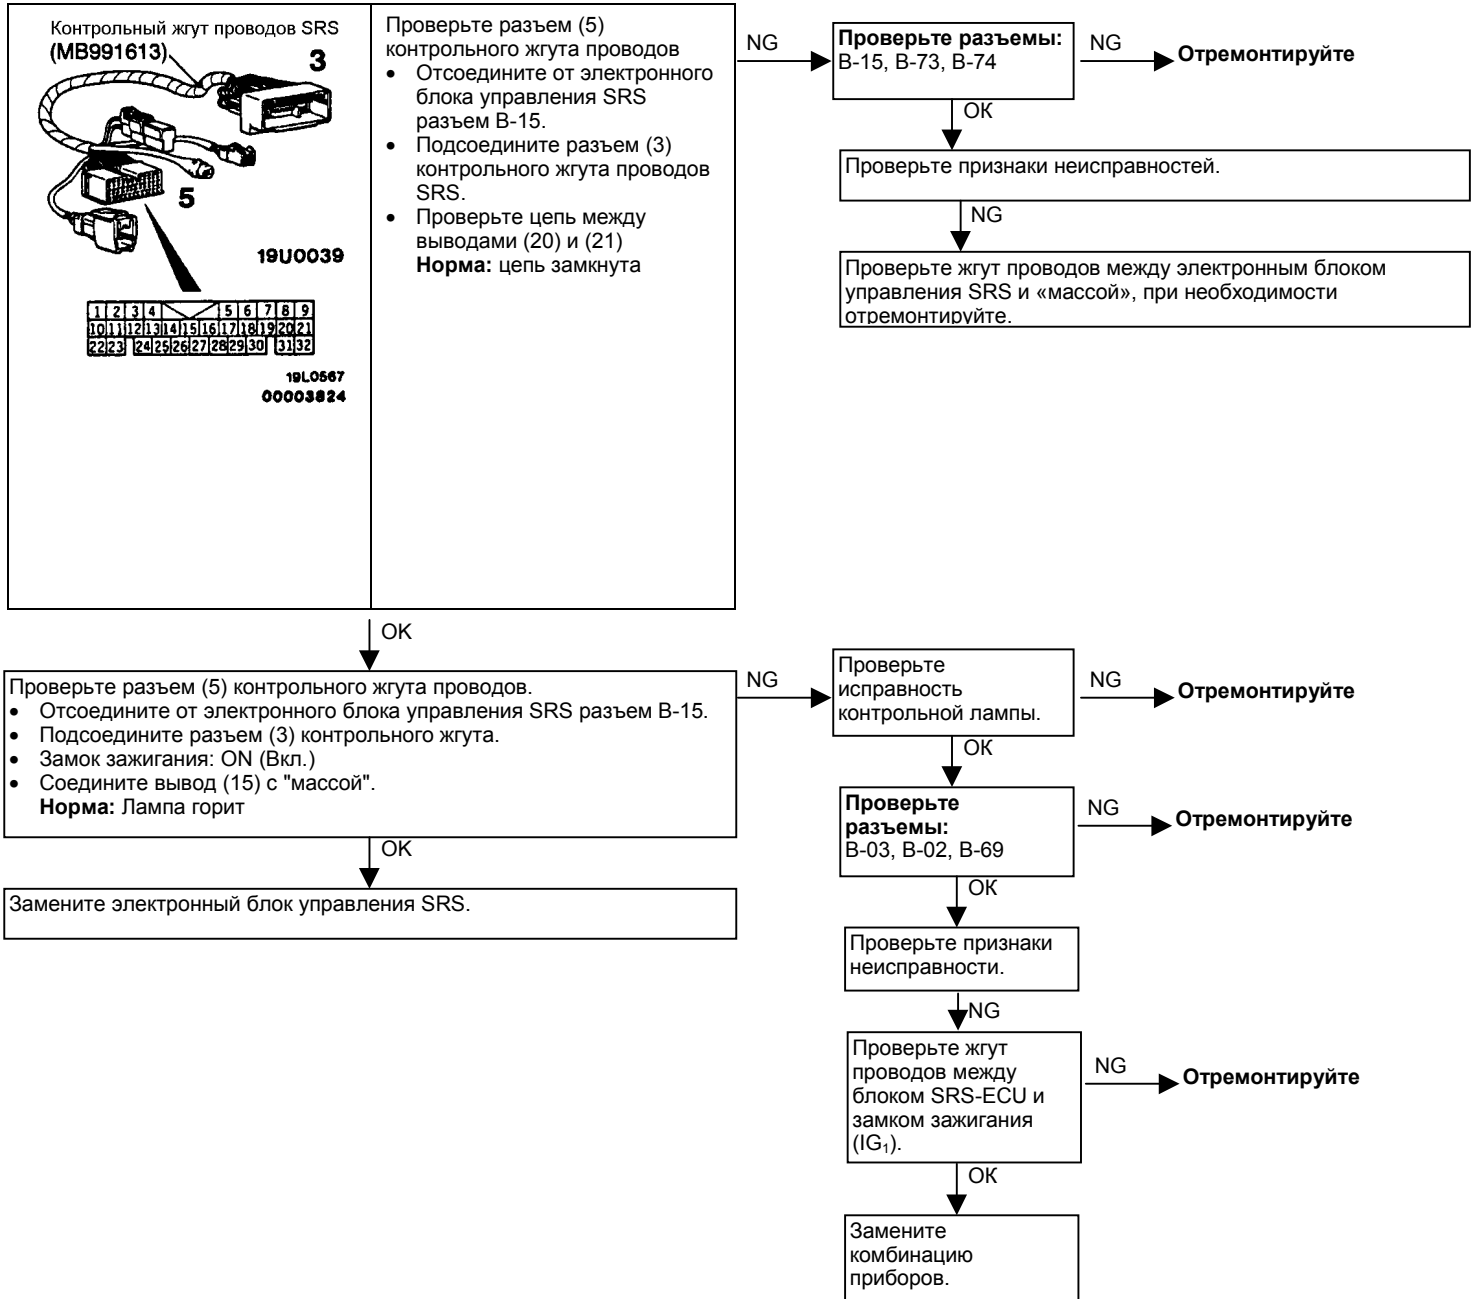 Контрольный жгут проводов SRS
(MB991613)
3
5
19U0039
1 2 3 4 5 6 7 8 9
10 11 12 13 14 15 16 17 18 19 20 21
22 23 24 25 26 27 28 29 30 31 32
19L0567
00003824
Проверьте разъем (5)
контрольного жгута проводов
• Отсоедините от электронного
блока управления SRS
разъем B-15.
• Подсоедините разъем (3)
контрольного жгута проводов
SRS.
• Проверьте цепь между
выводами (20) и (21)
Норма: цепь замкнута
NG
Проверьте разъемы:
B-15, B-73, B-74
NG
Отремонтируйте
OK
Проверьте признаки неисправностей.
NG
Проверьте жгут проводов между электронным блоком
управления SRS и «массой», при необходимости
отремонтируйте.
OK
Проверьте разъем (5) контрольного жгута проводов.
• Отсоедините от электронного блока управления SRS разъем B-15.
• Подсоедините разъем (3) контрольного жгута.
• Замок зажигания: ON (Вкл.)
• Соедините вывод (15) с "массой".
Норма: Лампа горит
OK
Замените электронный блок управления SRS.
NG
Проверьте
исправность
контрольной лампы.
NG
Отремонтируйте
OK
Проверьте
разъемы:
B-03, B-02, B-69
NG
Отремонтируйте
OK
Проверьте признаки
неисправности.
NG
Проверьте жгут
проводов между
блоком SRS-ECU и
замком зажигания
(IG₁).
NG
Отремонтируйте
OK
Замените
комбинацию
приборов.